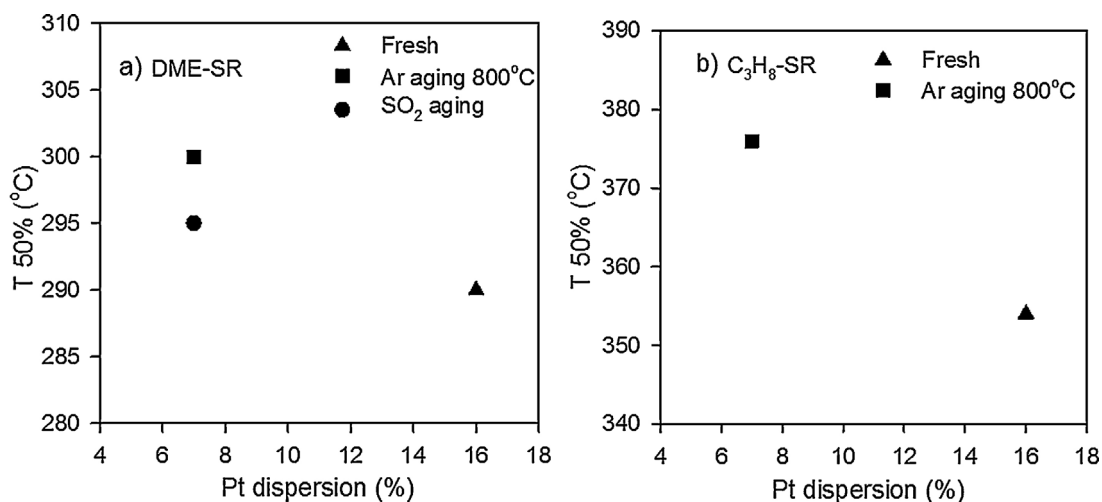 a) DME-SR
Fresh
Ar aging 800°C
SO₂ aging
T 50% (°C)
310
305
300
295
290
285
280
4 6 8 10 12 14 16 18
Pt dispersion (%)
b) C₃H₈-SR
Fresh
Ar aging 800°C
T 50% (°C)
400
390
380
370
360
350
340
4 6 8 10 12 14 16 18
Pt dispersion (%)